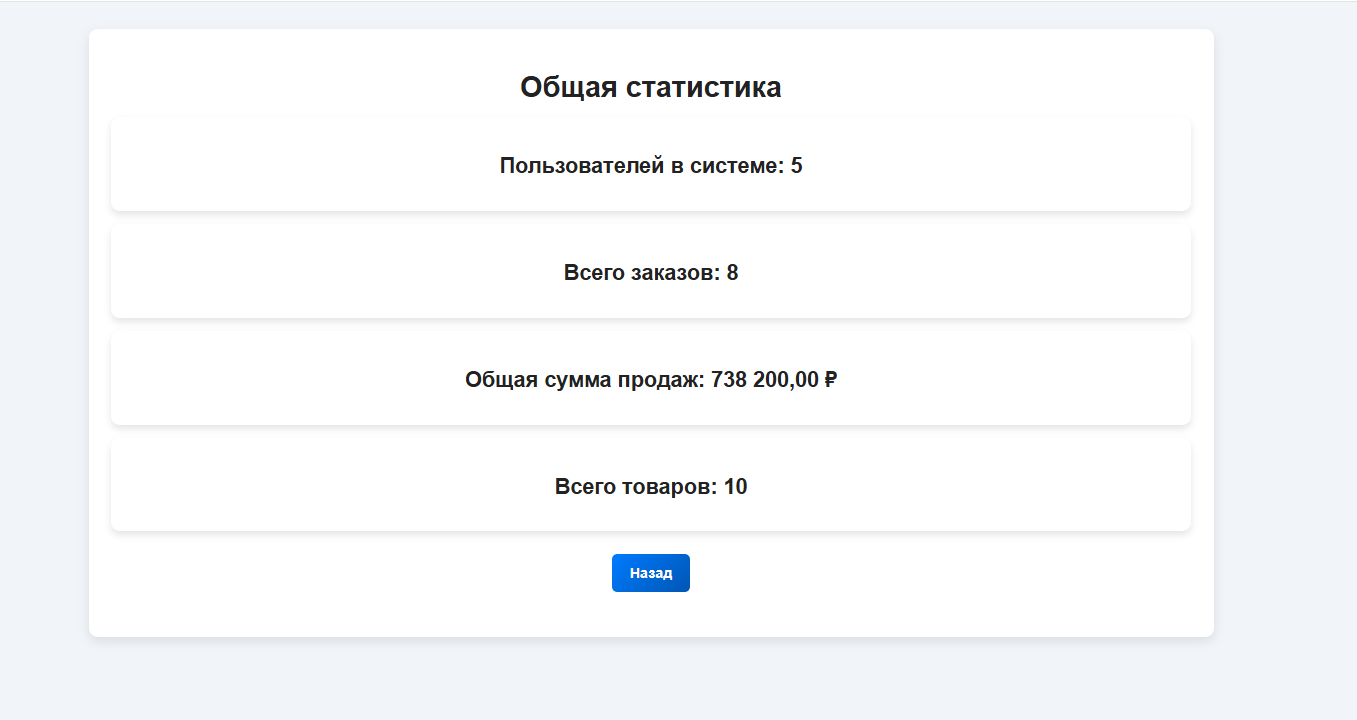 Общая статистика
Пользователей в системе: 5
Всего заказов: 8
Общая сумма продаж: 738 200,00 ₽
Всего товаров: 10
Назад